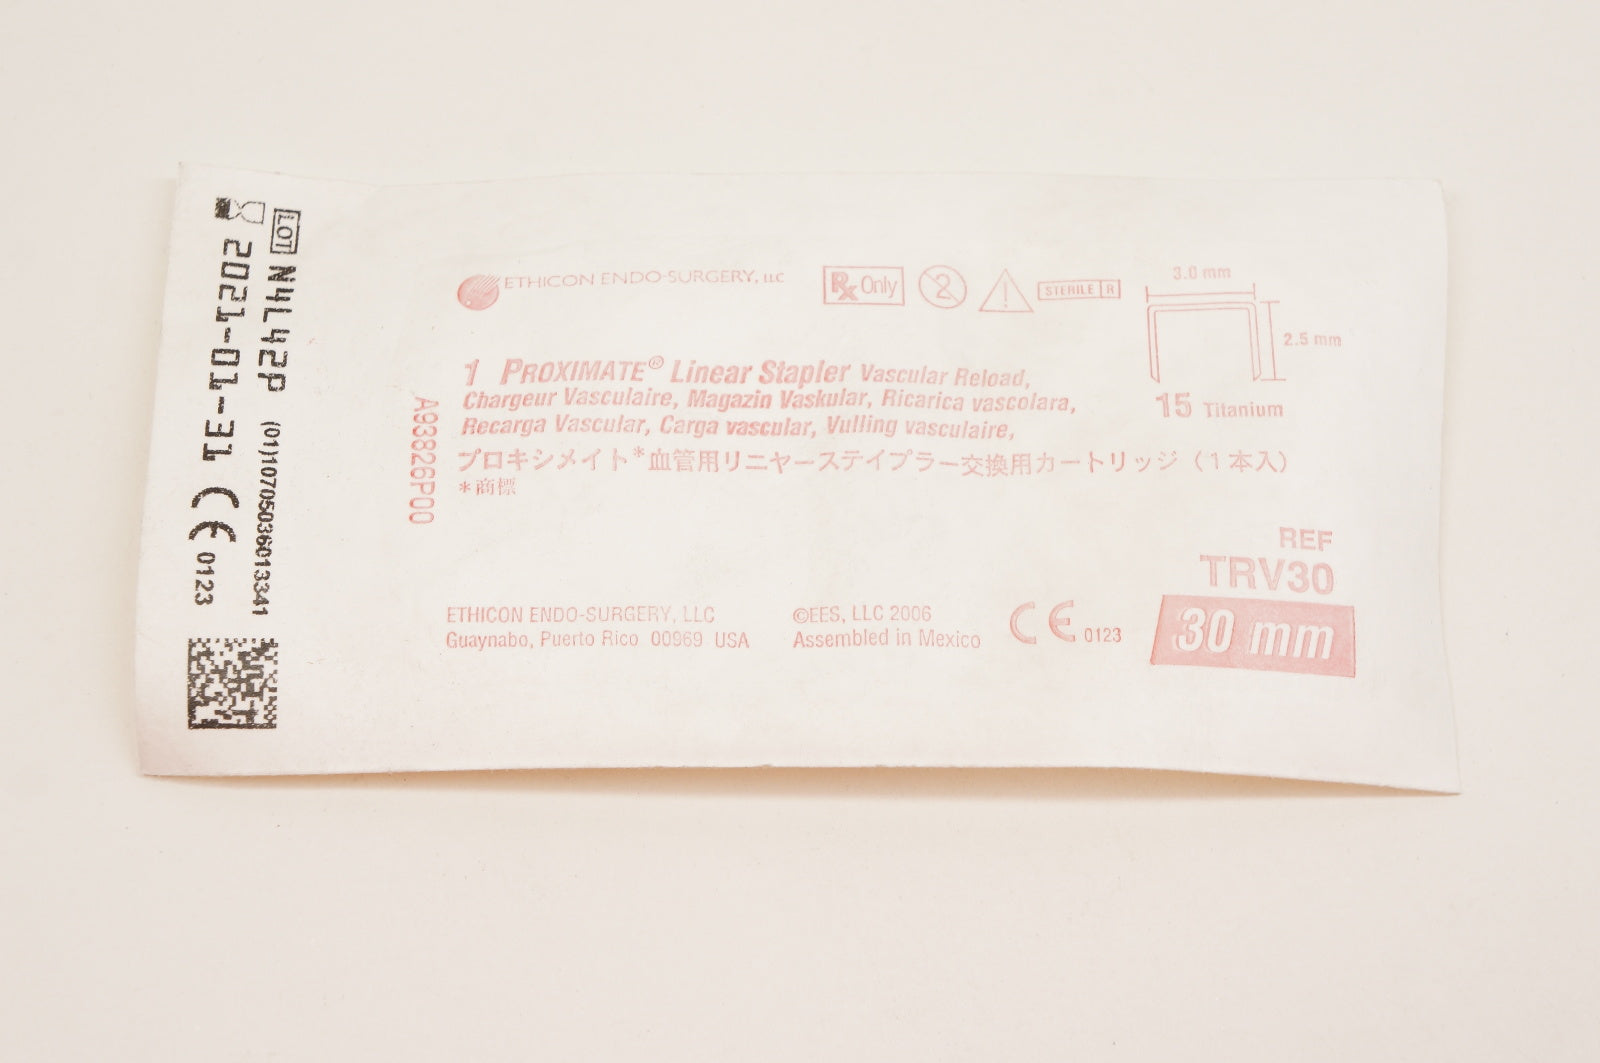 LOT N4L42P (01)10705036013341
2021-01-31 CE 0123
ETHICON ENDO-SURGERY, LLC
Rx Only
2
STERILE R
3.0 mm
2.5 mm
15 Titanium
1 PROXIMATE® Linear Stapler Vascular Reload,
Chargeur Vasculaire, Magazin Vaskular, Ricarica vascolara,
Recarga Vascular, Carga vascular, Vulling vasculaire,
プロキシメイト*血管用リニヤーステイプラー交換用カートリッジ（1本入）
*商標
A93826P00
REF
TRV30
30 mm
ETHICON ENDO-SURGERY, LLC
Guaynabo, Puerto Rico 00969 USA
©EES, LLC 2006
Assembled in Mexico
CE 0123